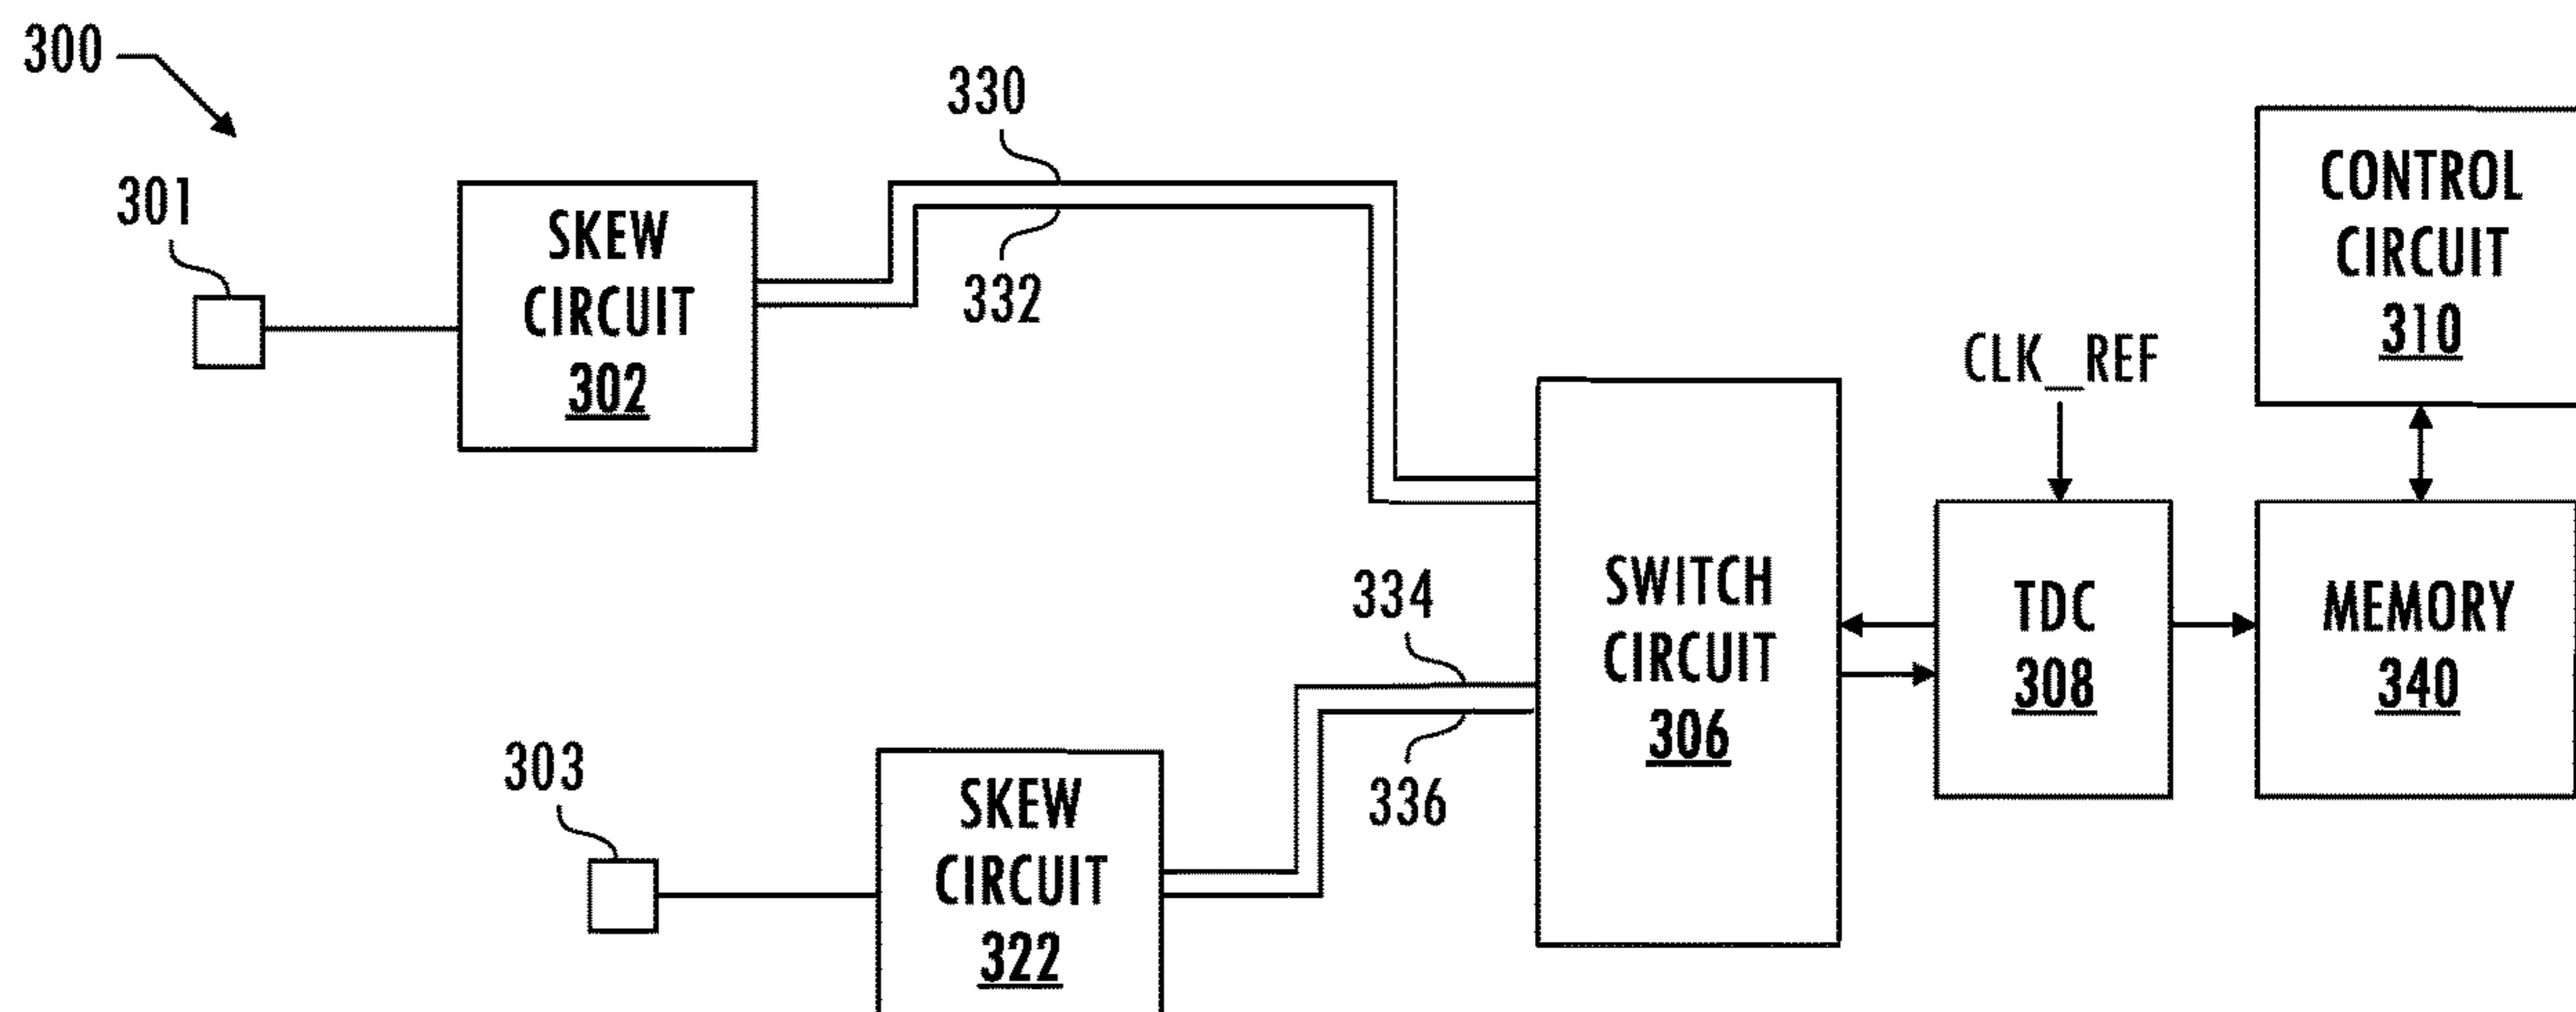 300
330
301
SKEW
CIRCUIT
302
332
CONTROL
CIRCUIT
310
CLK_REF
334
336
SWITCH
CIRCUIT
306
TDC
308
MEMORY
340
303
SKEW
CIRCUIT
322